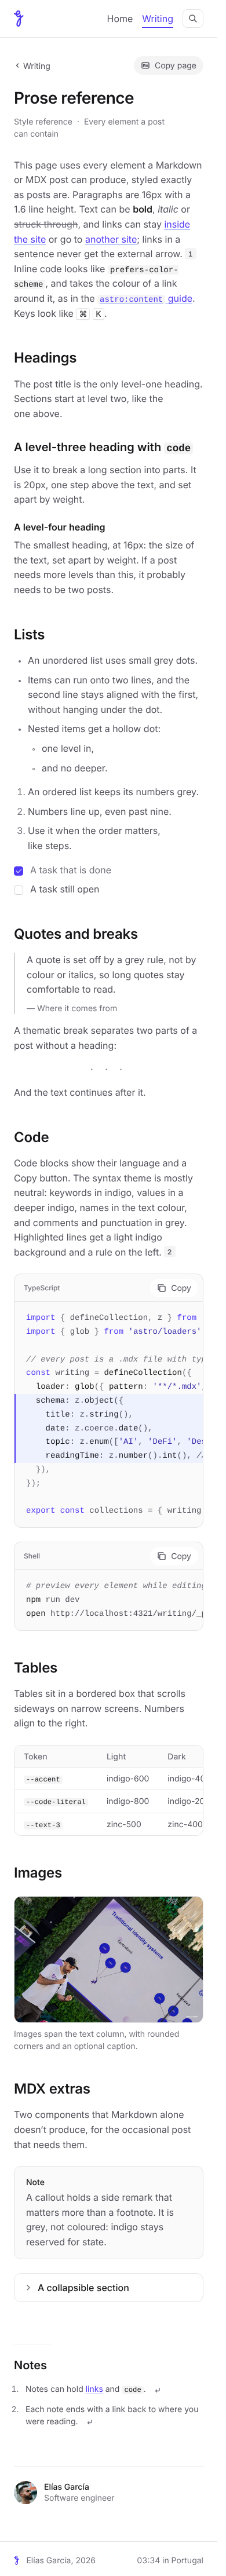 Home Writing
Writing Copy page
Prose reference
Style reference · Every element a post
can contain
This page uses every element a Markdown
or MDX post can produce, styled exactly
as posts are. Paragraphs are 16px with a
1.6 line height. Text can be bold, italic or
struck through, and links can stay inside
the site or go to another site; links in a
sentence never get the external arrow. 1
Inline code looks like prefers-color-
scheme, and takes the colour of a link
around it, as in the astro:content guide.
Keys look like ⌘ K.
Headings
The post title is the only level-one heading.
Sections start at level two, like the
one above.
A level-three heading with code
Use it to break a long section into parts. It
is 20px, one step above the text, and set
apart by weight.
A level-four heading
The smallest heading, at 16px: the size of
the text, set apart by weight. If a post
needs more levels than this, it probably
needs to be two posts.
Lists
• An unordered list uses small grey dots.
• Items can run onto two lines, and the
second line stays aligned with the first,
without hanging under the dot.
• Nested items get a hollow dot:
one level in,
and no deeper.
1. An ordered list keeps its numbers grey.
2. Numbers line up, even past nine.
3. Use it when the order matters,
like steps.
A task that is done
A task still open
Quotes and breaks
A quote is set off by a grey rule, not by
colour or italics, so long quotes stay
comfortable to read.
— Where it comes from
A thematic break separates two parts of a
post without a heading:
· · ·
And the text continues after it.
Code
Code blocks show their language and a
Copy button. The syntax theme is mostly
neutral: keywords in indigo, values in a
deeper indigo, names in the text colour,
and comments and punctuation in grey.
Highlighted lines get a light indigo
background and a rule on the left. 2
TypeScript Copy
import { defineCollection, z } from
import { glob } from 'astro/loaders'
// every post is a .mdx file with typ
const writing = defineCollection({
loader: glob({ pattern: '**/*.mdx',
schema: z.object({
title: z.string(),
date: z.coerce.date(),
topic: z.enum(['AI', 'DeFi', 'Des
readingTime: z.number().int(), //
}),
});
export const collections = { writing
Shell Copy
# preview every element while editing
npm run dev
open http://localhost:4321/writing/_p
Tables
Tables sit in a bordered box that scrolls
sideways on narrow screens. Numbers
align to the right.
Token Light Dark
--accent indigo-600 indigo-40
--code-literal indigo-800 indigo-20
--text-3 zinc-500 zinc-400
Images
Traditional identity systems
Images span the text column, with rounded
corners and an optional caption.
MDX extras
Two components that Markdown alone
doesn't provide, for the occasional post
that needs them.
Note
A callout holds a side remark that
matters more than a footnote. It is
grey, not coloured: indigo stays
reserved for state.
A collapsible section
Notes
1. Notes can hold links and code. ↩
2. Each note ends with a link back to where you
were reading. ↩
Elías García
Software engineer
Elías García, 2026 03:34 in Portugal